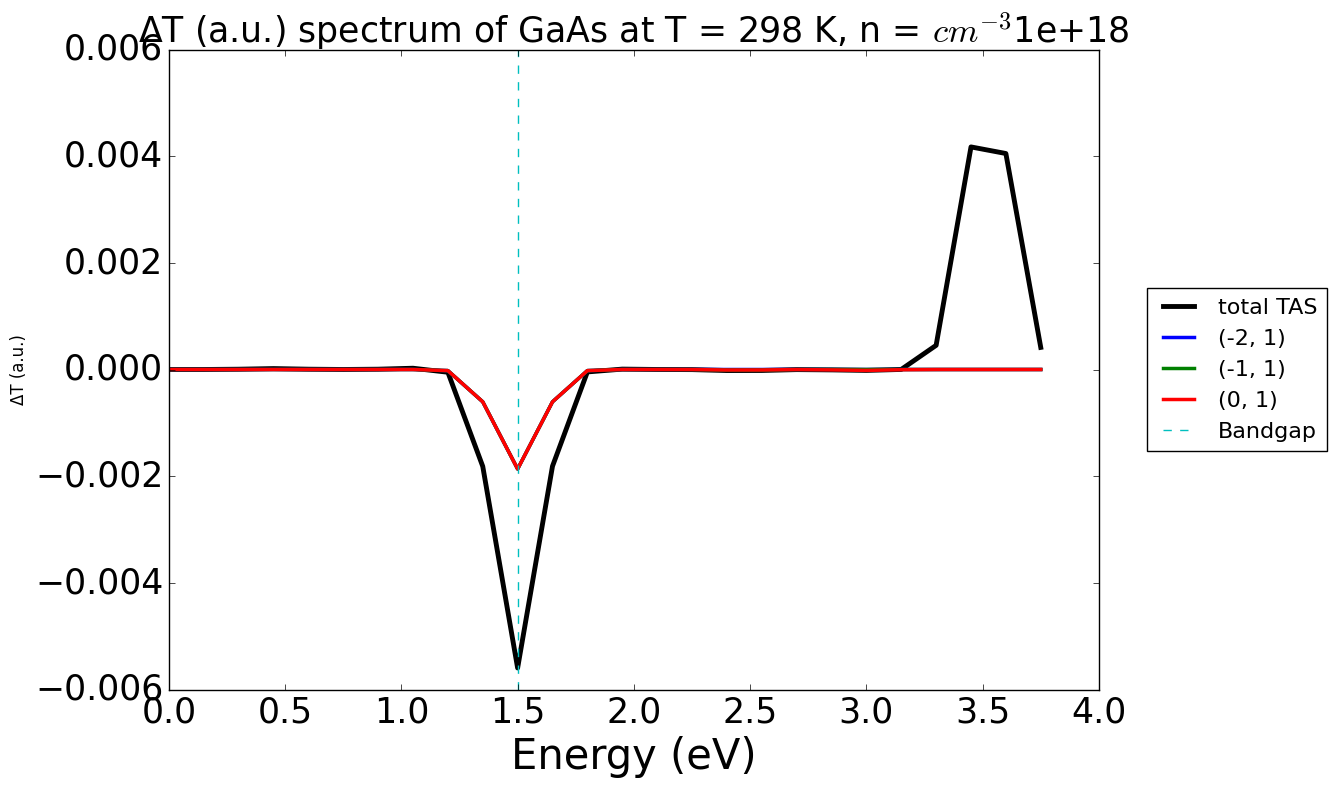 ΔT (a.u.) spectrum of GaAs at T = 298 K, n = cm⁻³1e+18
0.006
0.004
0.002
0.000
−0.002
−0.004
−0.006
ΔT (a.u.)
0.0 0.5 1.0 1.5 2.0 2.5 3.0 3.5 4.0
Energy (eV)
total TAS
(-2, 1)
(-1, 1)
(0, 1)
Bandgap